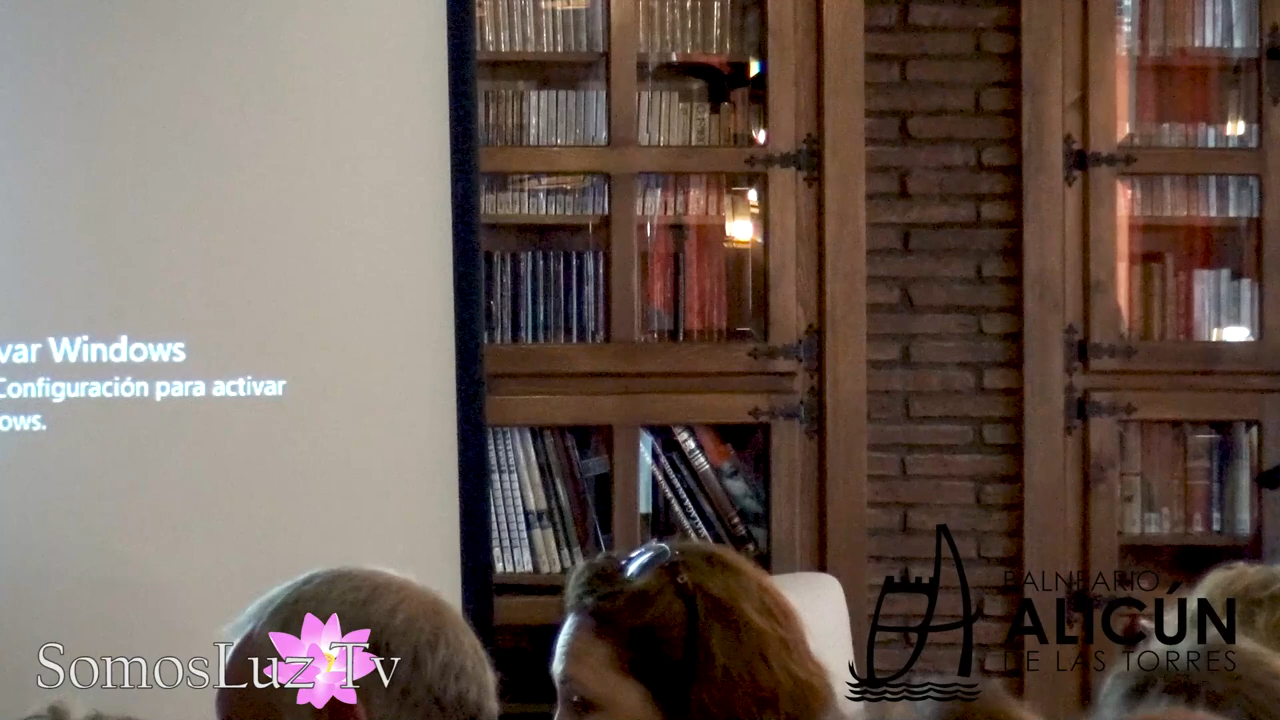 var Windows
Configuración para activar
ows.
SomosLuz Tv
BALNEARIO
ALICÚN
DE LAS TORRES